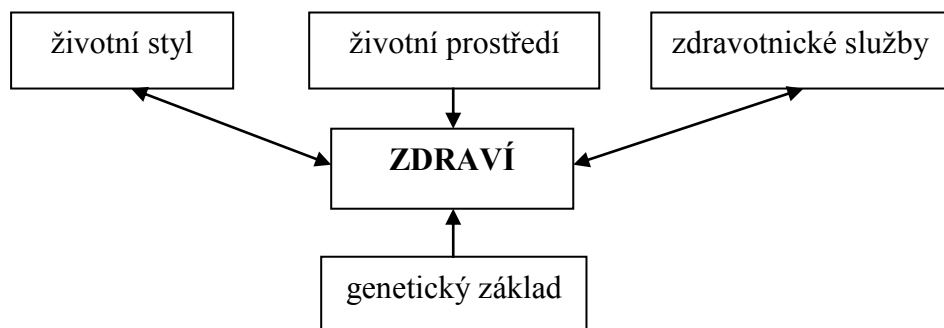 životní styl
životní prostředí
zdravotnické služby
ZDRAVÍ
genetický základ